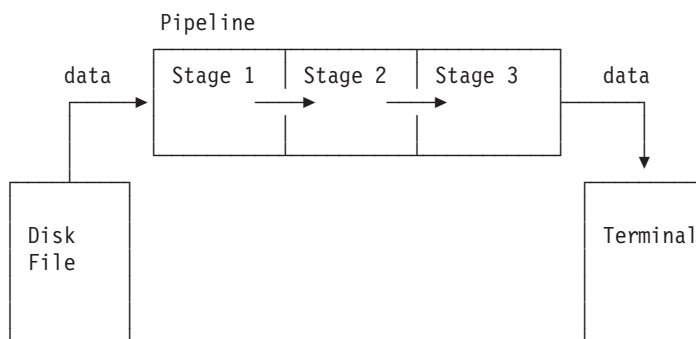 Pipeline
data
Stage 1
Stage 2
Stage 3
data
Disk
File
Terminal